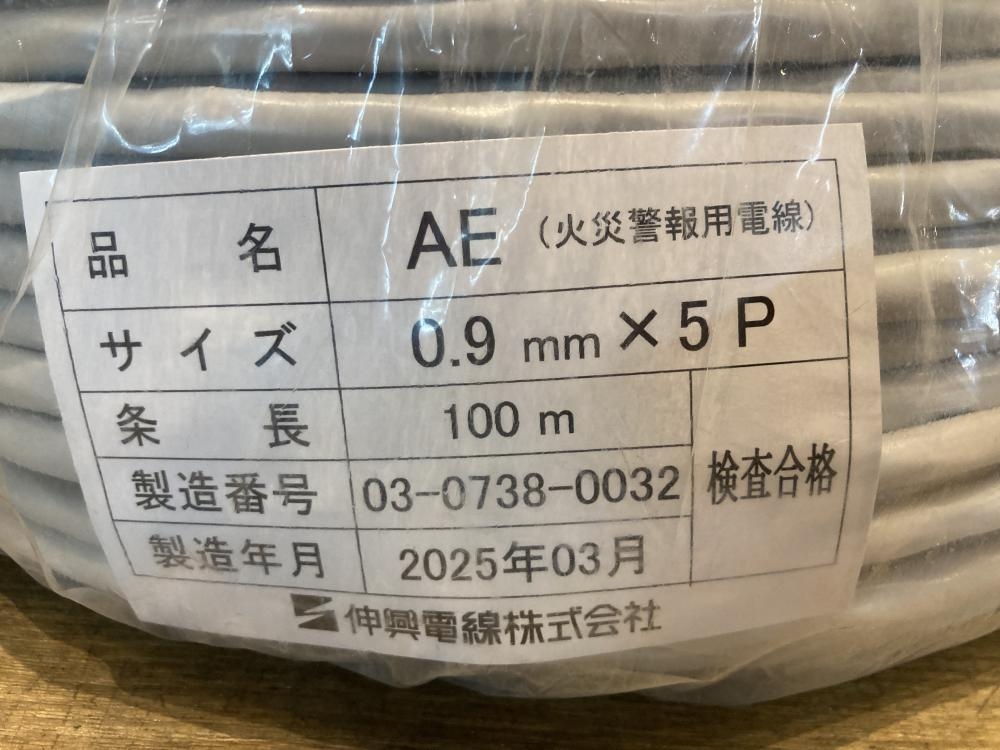 品名 AE (火災警報用電線)
サイズ 0.9 mm × 5 P
条長 100 m
製造番号 03-0738-0032
検査合格
製造年月 2025年03月
伸興電線株式会社